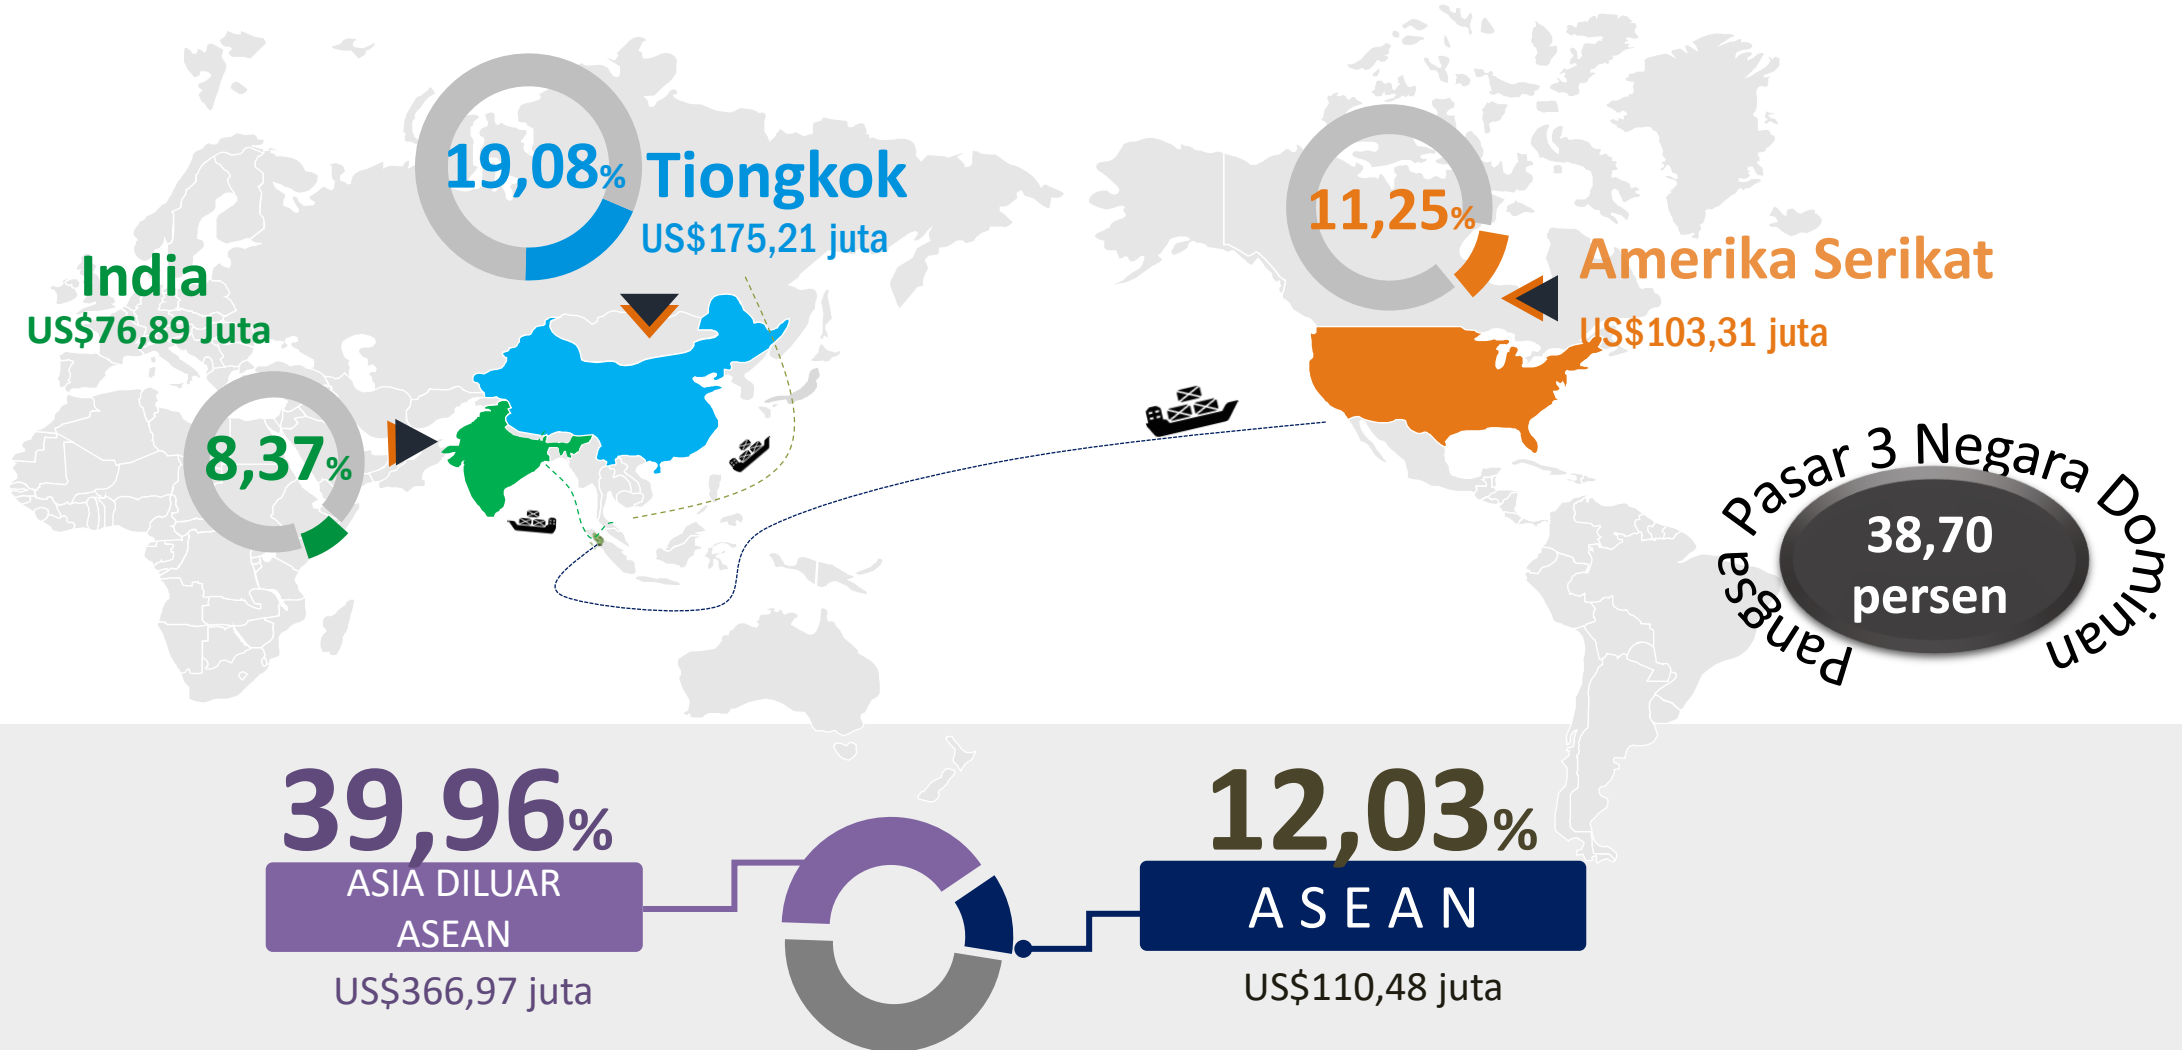 19,08%
Tiongkok
US$175,21 juta
India
US$76,89 Juta
8,37%
11,25%
Amerika Serikat
US$103,31 juta
Pangsa Pasar 3 Negara Dominan
38,70
persen
39,96%
ASIA DILUAR
ASEAN
US$366,97 juta
12,03%
ASEAN
US$110,48 juta